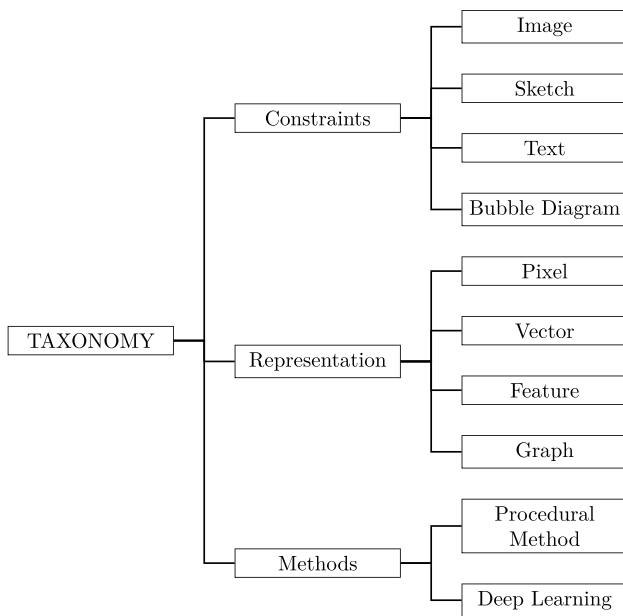 TAXONOMY
Constraints
Image
Sketch
Text
Bubble Diagram
Representation
Pixel
Vector
Feature
Graph
Methods
Procedural
Method
Deep Learning